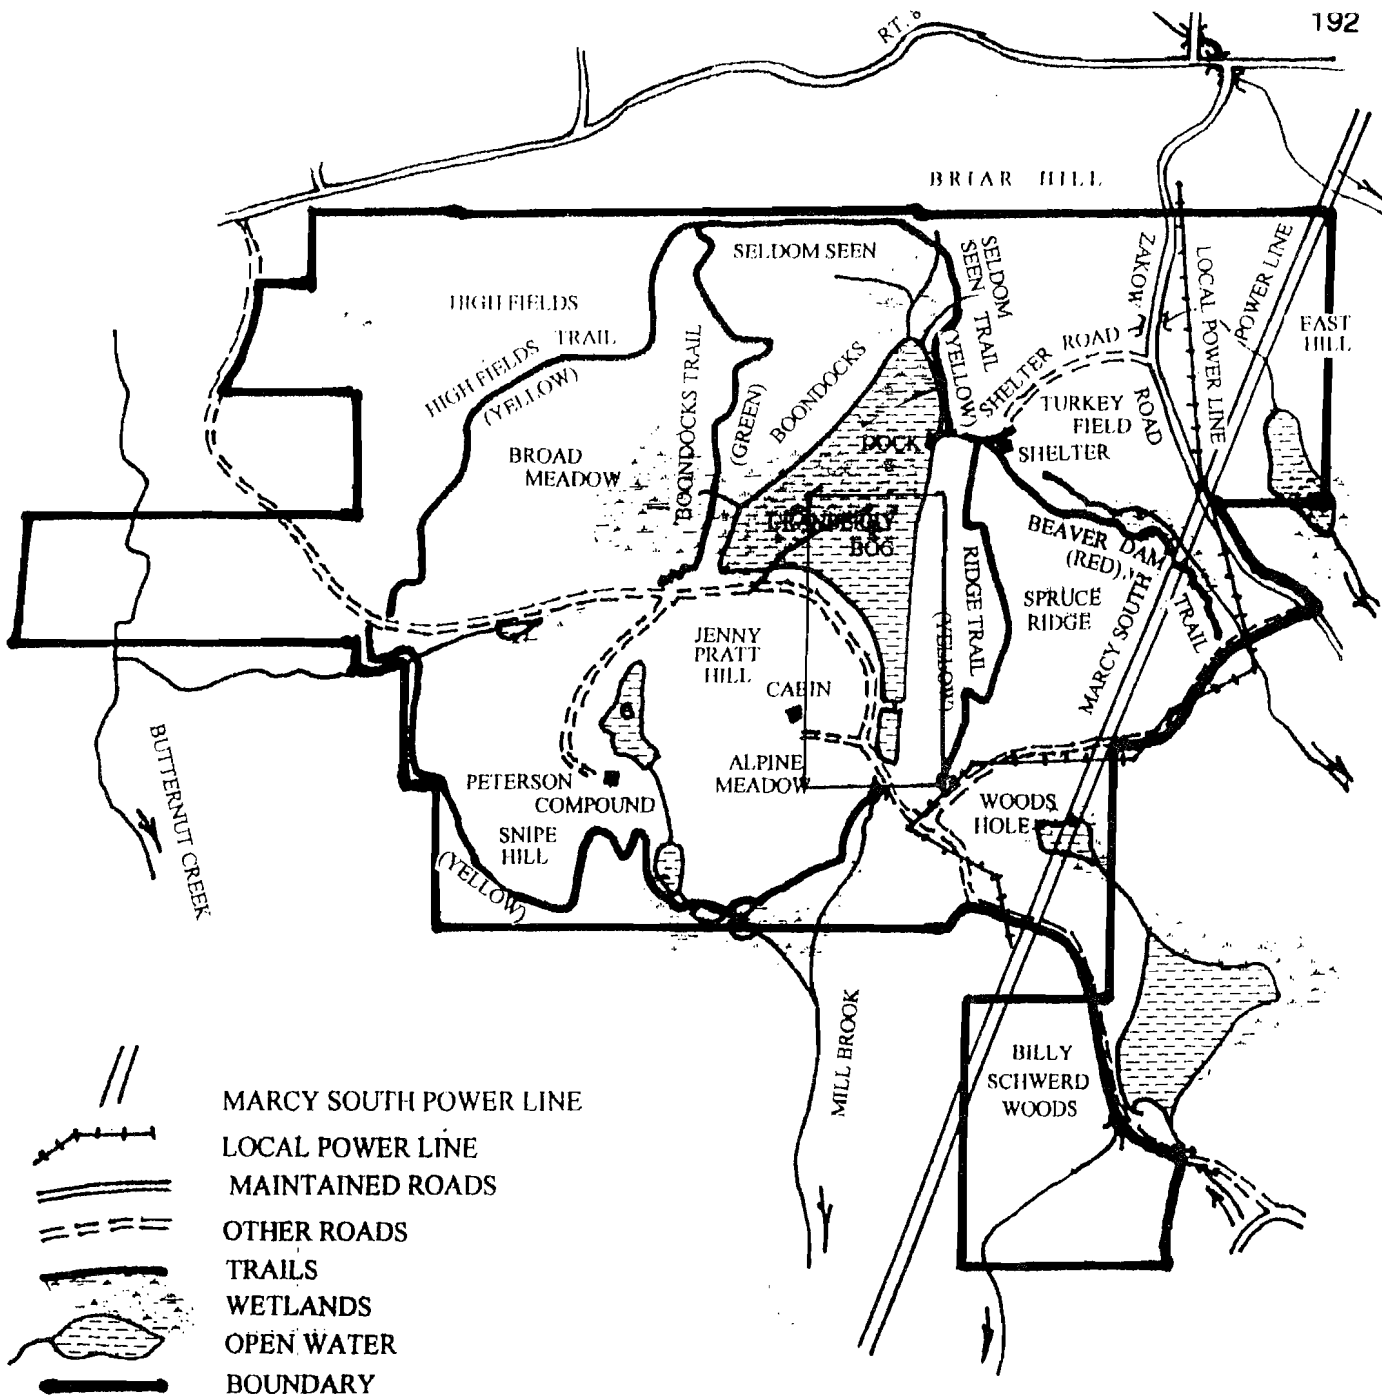 192
RT. 8
BRIAR HILL
SELDOM SEEN
SELDOM
SEEN TRAIL
(YELLOW)
ZAKOW
ROAD
LOCAL POWER LINE
POWER LINE
EAST
HILL
HIGH FIELDS
HIGH FIELDS TRAIL
(YELLOW)
BOONDOCKS TRAIL
(GREEN)
BOONDOCKS
SHELTER ROAD
TURKEY
FIELD
SHELTER
DOCK
BROAD
MEADOW
CRANBERRY
BOG
BEAVER DAM
(RED)
TRAIL
RIDGE TRAIL
(YELLOW)
SPRUCE
RIDGE
MARCY SOUTH
JENNY
PRATT
HILL
CABIN
6
ALPINE
MEADOW
PETERSON
COMPOUND
SNIPE
HILL
(YELLOW)
WOODS
HOLE
BUTTERNUT CREEK
MILL BROOK
BILLY
SCHWERD
WOODS
MARCY SOUTH POWER LINE
LOCAL POWER LINE
MAINTAINED ROADS
OTHER ROADS
TRAILS
WETLANDS
OPEN WATER
BOUNDARY